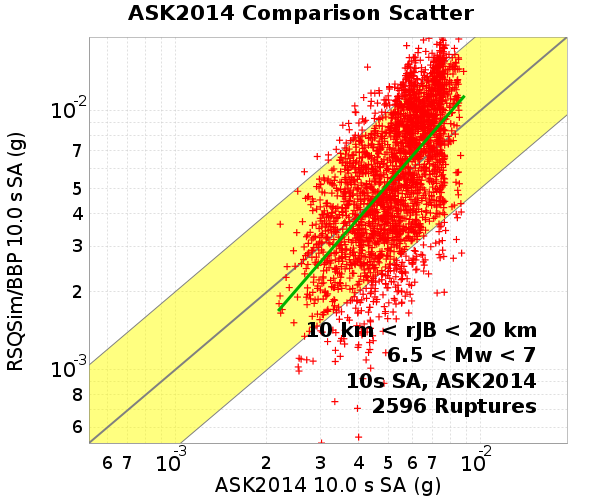 ASK2014 Comparison Scatter
RSQSim/BBP 10.0 s SA (g)
10⁻²
7
5
4
3
2
10⁻³
8
6
10 km < rJB < 20 km
6.5 < Mw < 7
10s SA, ASK2014
2596 Ruptures
6 7 10⁻³ 2 3 4 5 6 7 10⁻²
ASK2014 10.0 s SA (g)